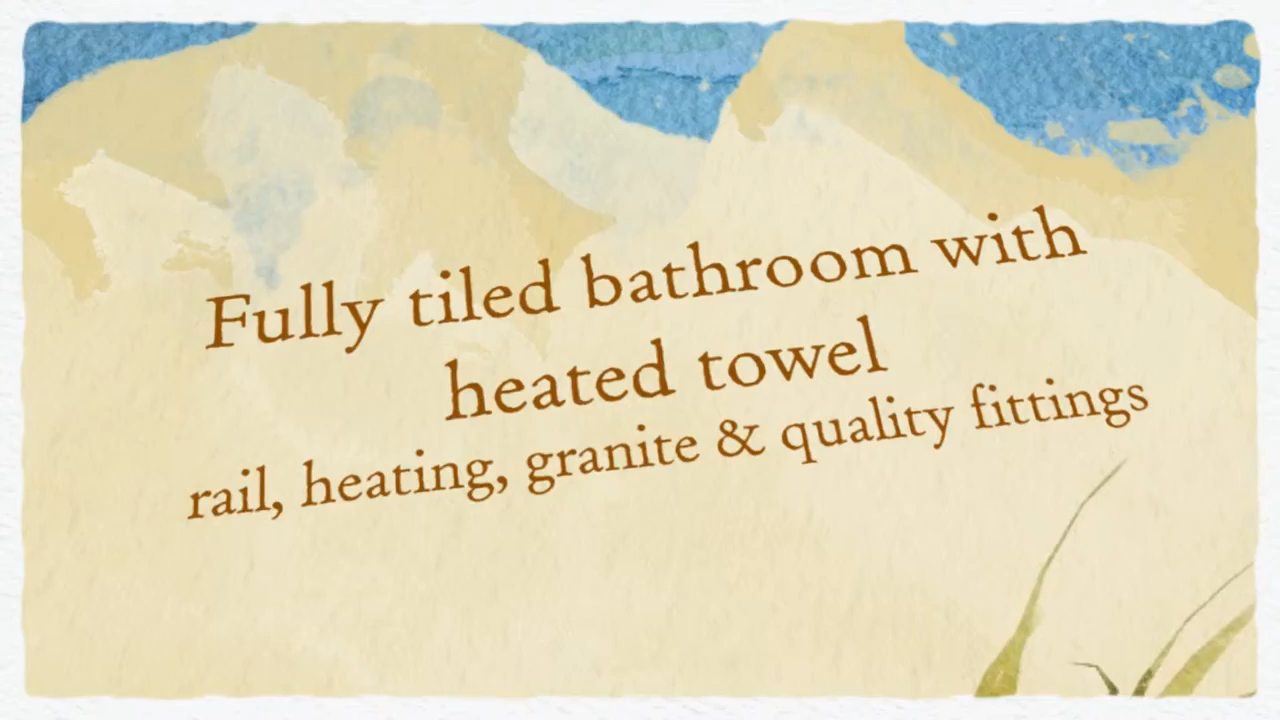 Fully tiled bathroom with
heated towel
rail, heating, granite & quality fittings